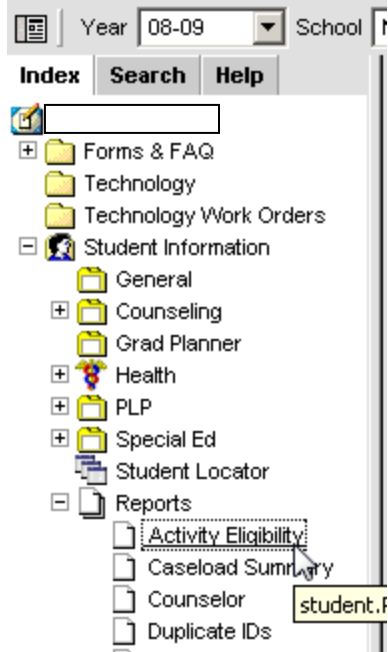 Year 08-09 School
Index Search Help
Forms & FAQ
Technology
Technology Work Orders
Student Information
General
Counseling
Grad Planner
Health
PLP
Special Ed
Student Locator
Reports
Activity Eligibility
Caseload Summary
Counselor
student.
Duplicate IDs